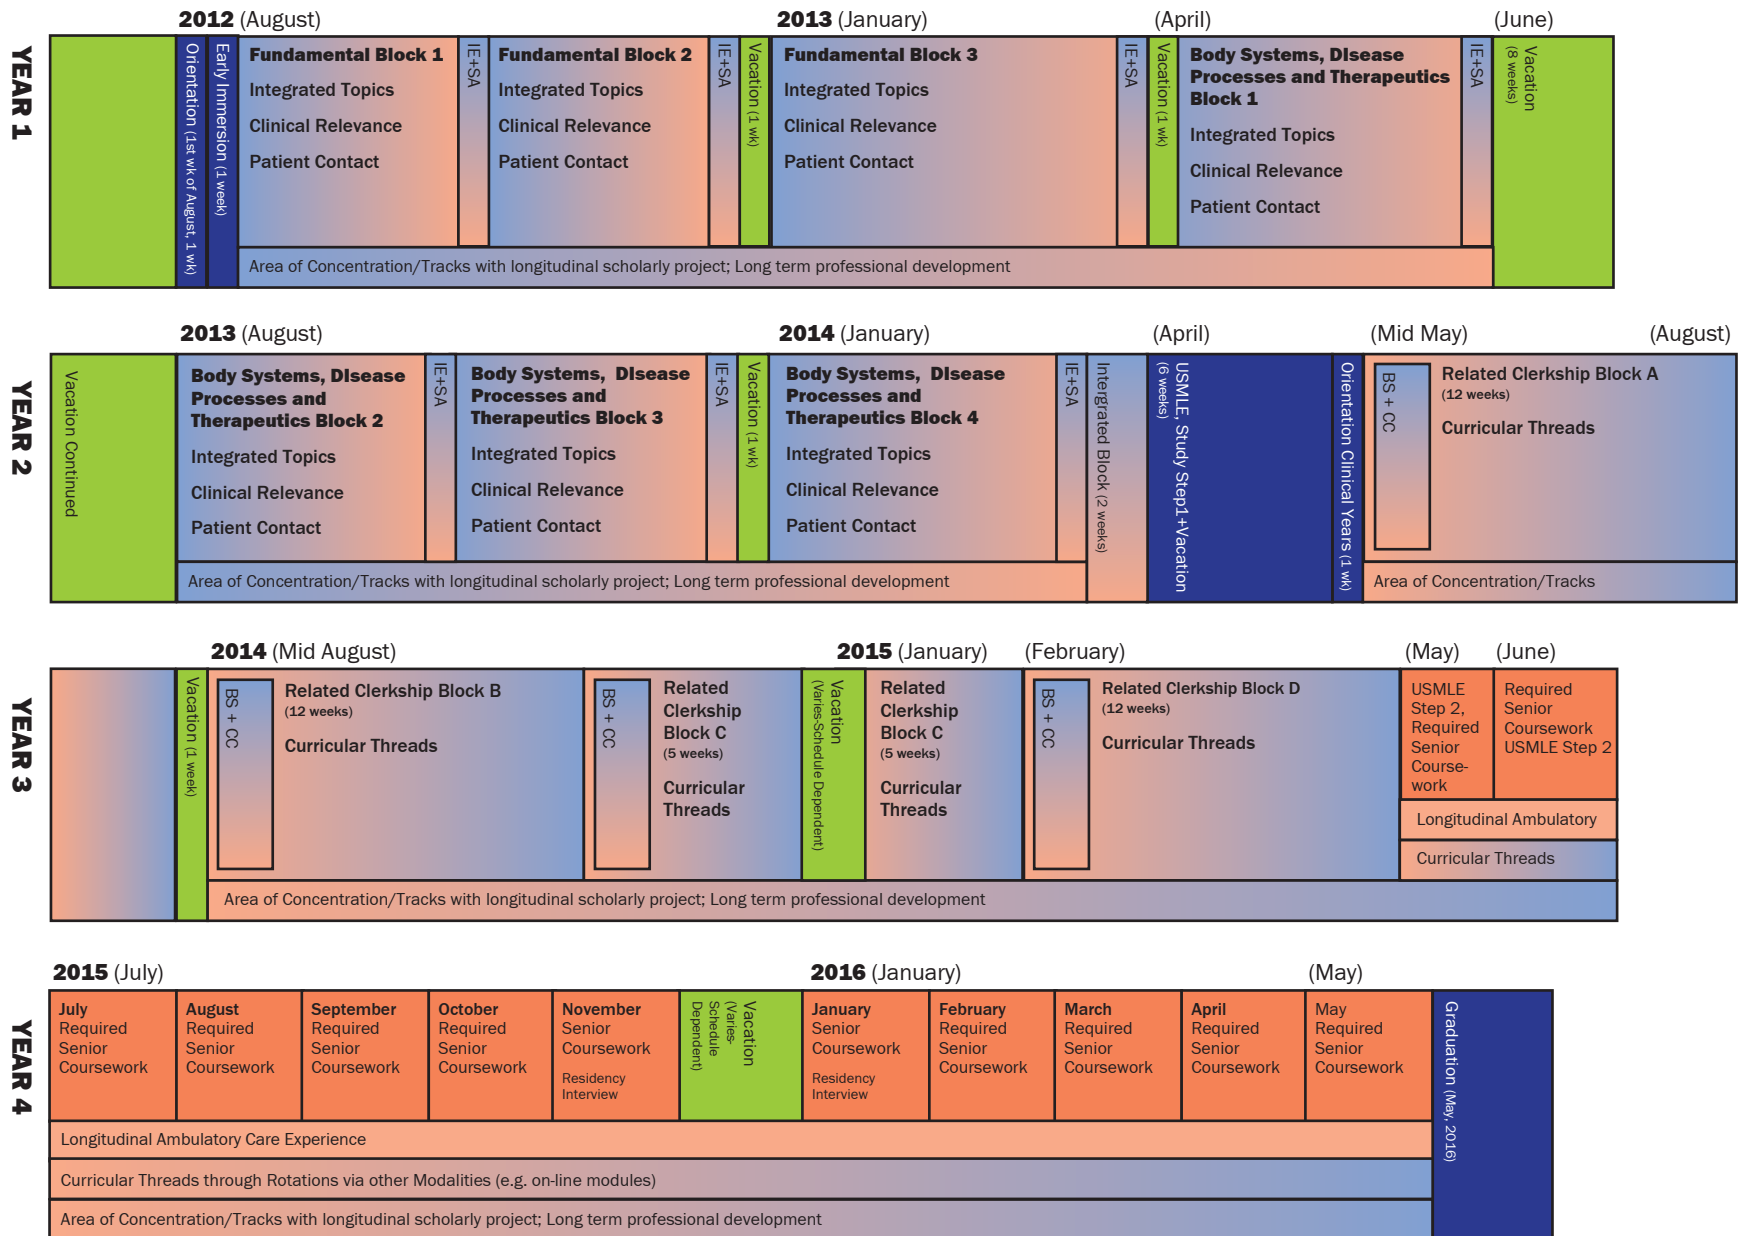 2012 (August)
2013 (January)
(April)
(June)
YEAR 1
Orientation (1st wk of August, 1 wk)
Early Immersion (1 week)
Fundamental Block 1
Integrated Topics
Clinical Relevance
Patient Contact
IE+SA
Fundamental Block 2
Integrated Topics
Clinical Relevance
Patient Contact
IE+SA
Vacation (1 wk)
Fundamental Block 3
Integrated Topics
Clinical Relevance
Patient Contact
IE+SA
Vacation (1 wk)
Body Systems, DIsease
Processes and Therapeutics
Block 1
Integrated Topics
Clinical Relevance
Patient Contact
IE+SA
Vacation
(8 weeks)
Area of Concentration/Tracks with longitudinal scholarly project; Long term professional development
2013 (August)
2014 (January)
(April)
(Mid May)
(August)
YEAR 2
Vacation Continued
Body Systems, DIsease
Processes and
Therapeutics Block 2
Integrated Topics
Clinical Relevance
Patient Contact
IE+SA
Body Systems, DIsease
Processes and
Therapeutics Block 3
Integrated Topics
Clinical Relevance
Patient Contact
IE+SA
Vacation (1 wk)
Body Systems, DIsease
Processes and
Therapeutics Block 4
Integrated Topics
Clinical Relevance
Patient Contact
IE+SA
Intergrated Block (2 weeks)
USMLE, Study Step1+Vacation
(6 weeks)
Orientation Clinical Years (1 wk)
BS + CC
Related Clerkship Block A
(12 weeks)
Curricular Threads
Area of Concentration/Tracks with longitudinal scholarly project; Long term professional development
Area of Concentration/Tracks
2014 (Mid August)
2015 (January)
(February)
(May)
(June)
YEAR 3
Vacation (1 week)
BS + CC
Related Clerkship Block B
(12 weeks)
Curricular Threads
BS + CC
Related
Clerkship
Block C
(5 weeks)
Curricular
Threads
Vacation
(Varies-Schedule Dependent)
Related
Clerkship
Block C
(5 weeks)
Curricular
Threads
BS + CC
Related Clerkship Block D
(12 weeks)
Curricular Threads
USMLE
Step 2,
Required
Senior
Course-
work
Required
Senior
Coursework
USMLE Step 2
Longitudinal Ambulatory
Curricular Threads
Area of Concentration/Tracks with longitudinal scholarly project; Long term professional development
2015 (July)
2016 (January)
(May)
YEAR 4
July
Required
Senior
Coursework
August
Required
Senior
Coursework
September
Required
Senior
Coursework
October
Required
Senior
Coursework
November
Senior
Coursework
Residency
Interview
Vacation
(Varies-
Schedule
Dependent)
January
Senior
Coursework
Residency
Interview
February
Required
Senior
Coursework
March
Required
Senior
Coursework
April
Required
Senior
Coursework
May
Required
Senior
Coursework
Graduation (May, 2016)
Longitudinal Ambulatory Care Experience
Curricular Threads through Rotations via other Modalities (e.g. on-line modules)
Area of Concentration/Tracks with longitudinal scholarly project; Long term professional development